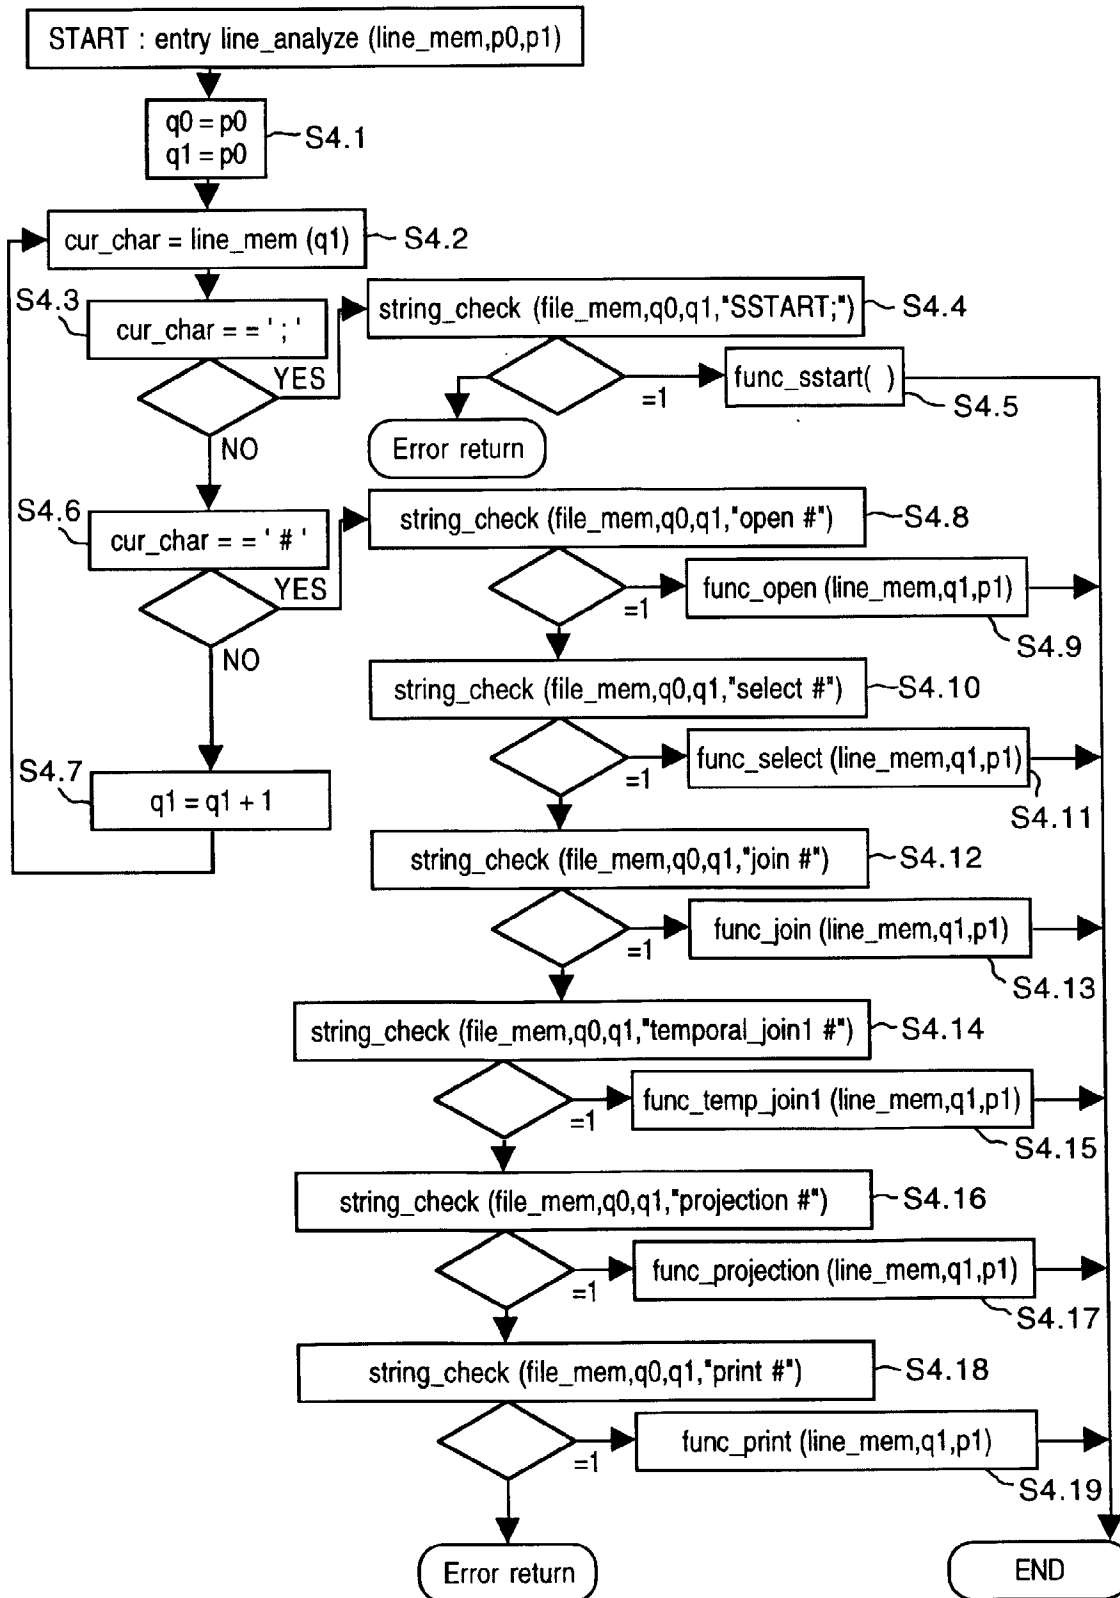 START : entry line_analyze (line_mem,p0,p1)
q0 = p0
q1 = p0
S4.1
cur_char = line_mem (q1)
S4.2
S4.3
cur_char = = ' ; '
YES
NO
string_check (file_mem,q0,q1,"SSTART;")
S4.4
=1
func_sstart( )
S4.5
Error return
S4.6
cur_char = = ' # '
YES
NO
string_check (file_mem,q0,q1,"open #")
S4.8
=1
func_open (line_mem,q1,p1)
S4.9
string_check (file_mem,q0,q1,"select #")
S4.10
=1
func_select (line_mem,q1,p1)
S4.11
S4.7
q1 = q1 + 1
string_check (file_mem,q0,q1,"join #")
S4.12
=1
func_join (line_mem,q1,p1)
S4.13
string_check (file_mem,q0,q1,"temporal_join1 #")
S4.14
=1
func_temp_join1 (line_mem,q1,p1)
S4.15
string_check (file_mem,q0,q1,"projection #")
S4.16
=1
func_projection (line_mem,q1,p1)
S4.17
string_check (file_mem,q0,q1,"print #")
S4.18
=1
func_print (line_mem,q1,p1)
S4.19
Error return
END